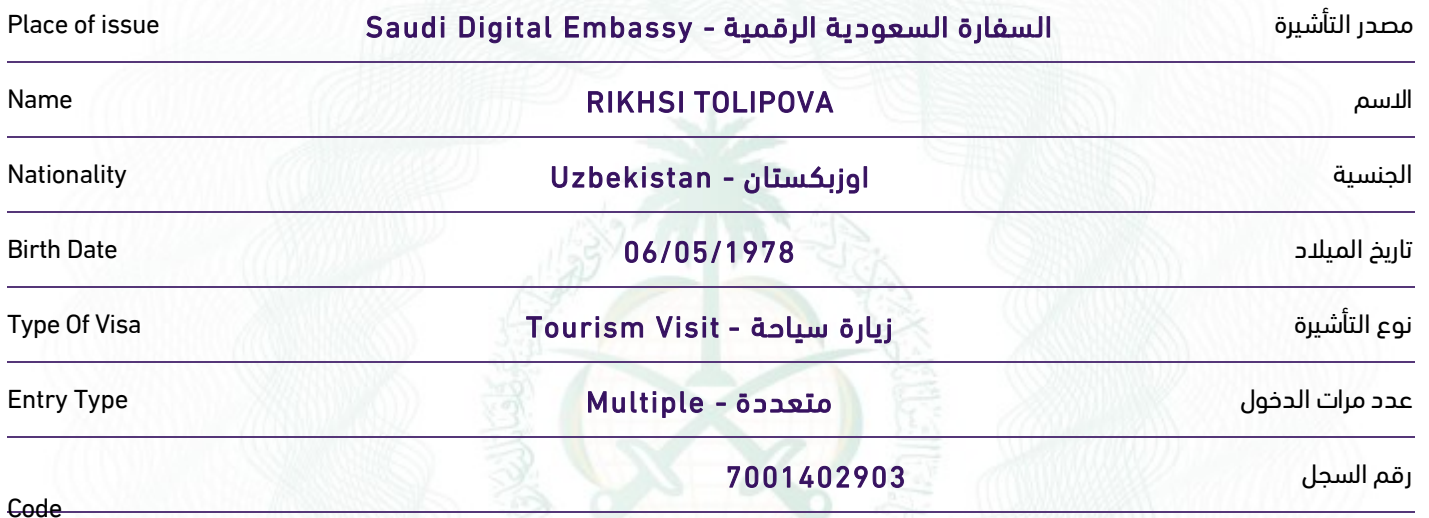 Place of issue السفارة السعودية الرقمية - Saudi Digital Embassy مصدر التأشيرة
Name RIKHSI TOLIPOVA الاسم
Nationality اوزبكستان - Uzbekistan الجنسية
Birth Date 06/05/1978 تاريخ الميلاد
Type Of Visa زيارة سياحة - Tourism Visit نوع التأشيرة
Entry Type متعددة - Multiple عدد مرات الدخول
7001402903 رقم السجل
Code